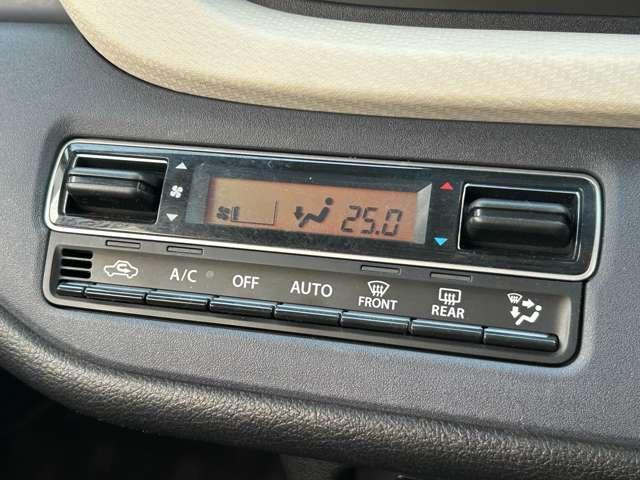 25.0
A/C OFF AUTO FRONT REAR